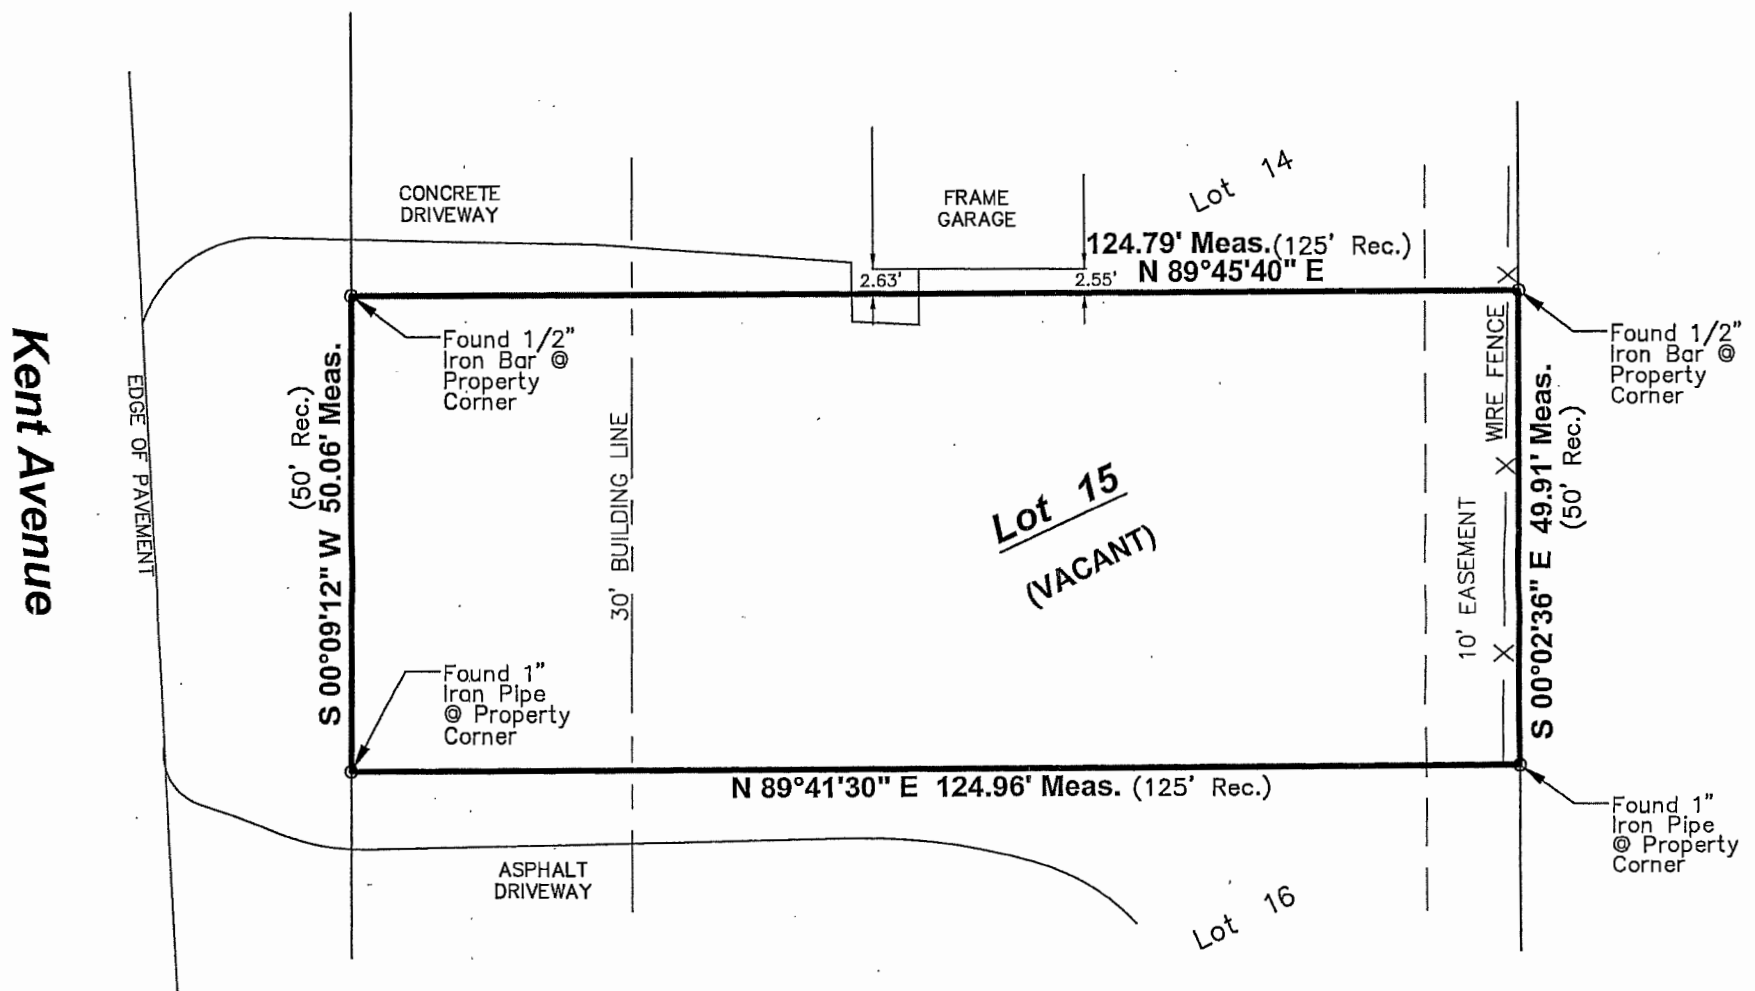 Kent Avenue
EDGE OF PAVEMENT
CONCRETE
DRIVEWAY
FRAME
GARAGE
Lot 14
124.79' Meas.(125' Rec.)
N 89°45'40" E
2.63'
2.55'
Found 1/2"
Iron Bar @
Property
Corner
Found 1/2"
Iron Bar @
Property
Corner
S 00°09'12" W 50.06' Meas.
(50' Rec.)
30' BUILDING LINE
Lot 15
(VACANT)
WIRE FENCE
10' EASEMENT
S 00°02'36" E 49.91' Meas.
(50' Rec.)
Found 1"
Iron Pipe
@ Property
Corner
N 89°41'30" E 124.96' Meas. (125' Rec.)
Found 1"
Iron Pipe
@ Property
Corner
ASPHALT
DRIVEWAY
Lot 16